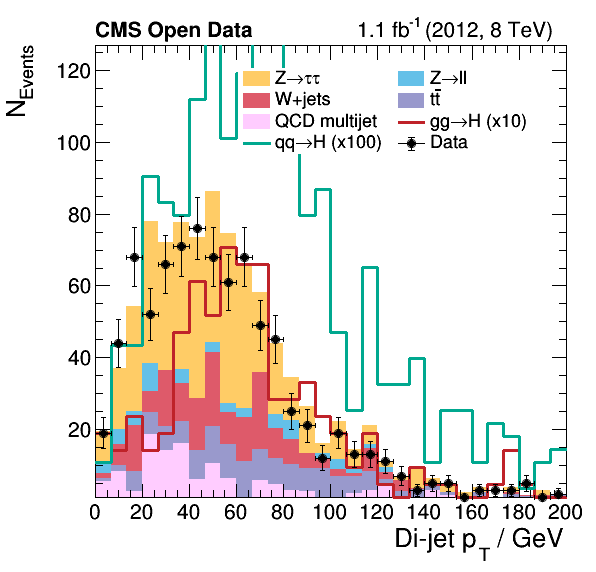 CMS Open Data
1.1 fb⁻¹ (2012, 8 TeV)
N_Events
120
100
80
60
40
20
Z→ττ
Z→ll
W+jets
tt̄
QCD multijet
gg→H (x10)
qq→H (x100)
Data
0 20 40 60 80 100 120 140 160 180 200
Di-jet p_T / GeV